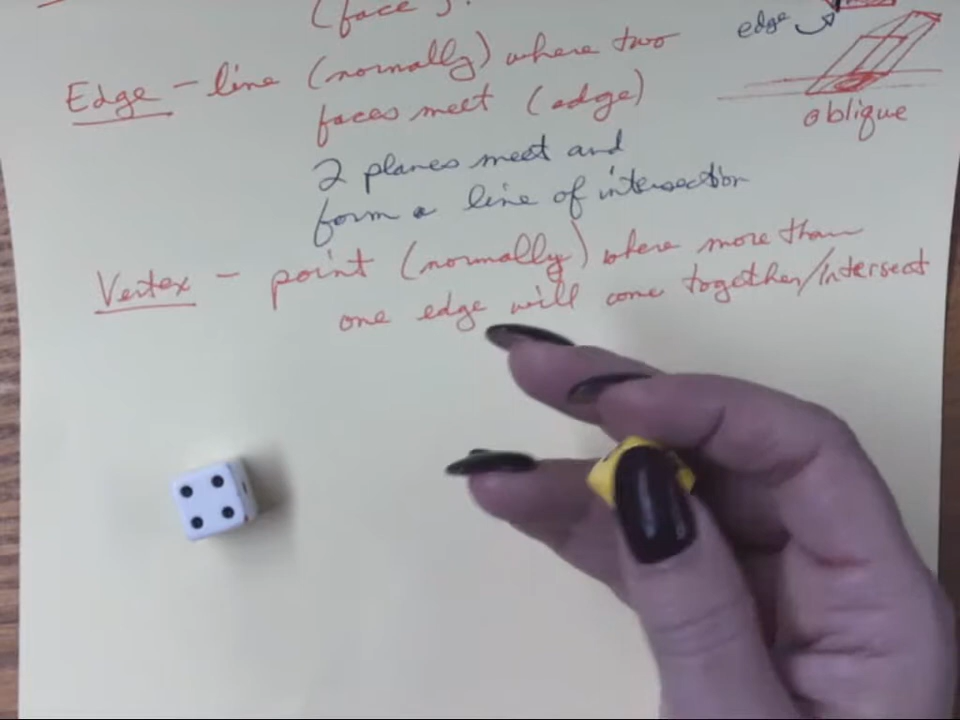 (face).
edge
Edge - line (normally) where two
faces meet (edge)
oblique
2 planes meet and
form a line of intersection
Vertex - point (normally) where more than
one edge will come together/intersect